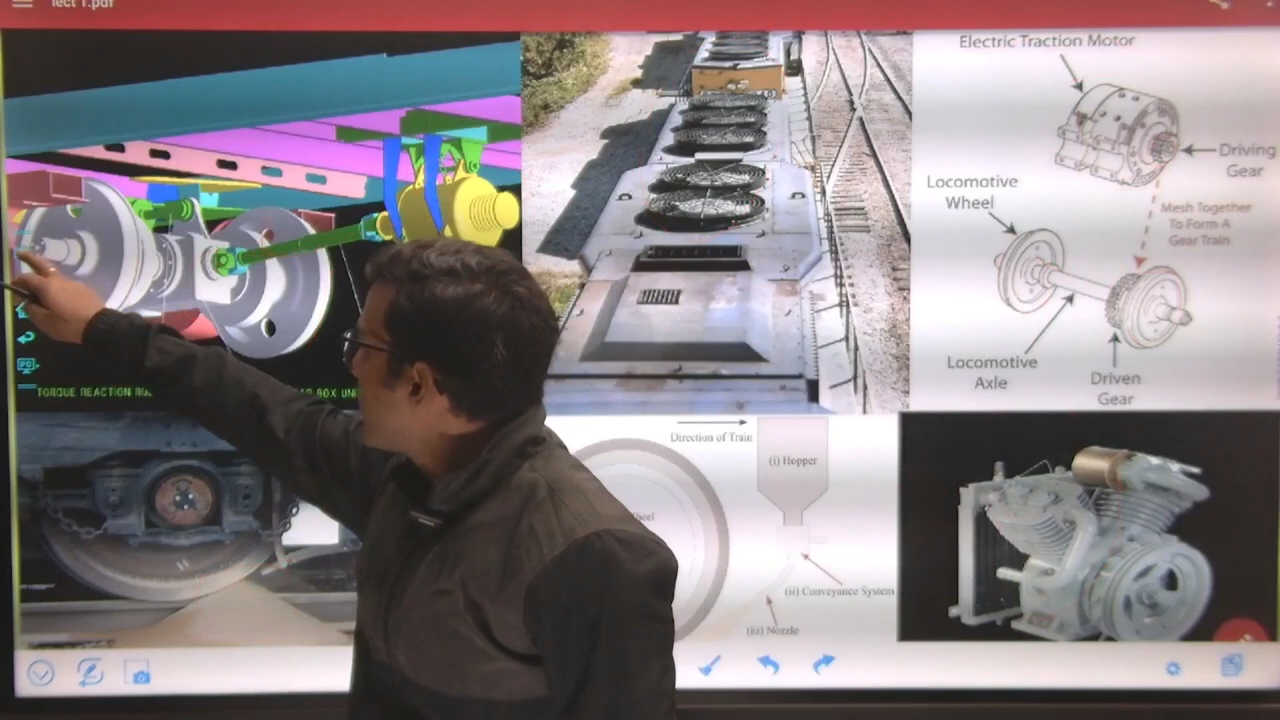 lect 1.pdf
Electric Traction Motor
Driving
Gear
Locomotive
Wheel
Mesh Together
To Form A
Gear Train
Locomotive
Axle
Driven
Gear
TORQUE REACTION
BOX
Direction of Train
(i) Hopper
(ii) Conveyance System
(iii) Nozzle